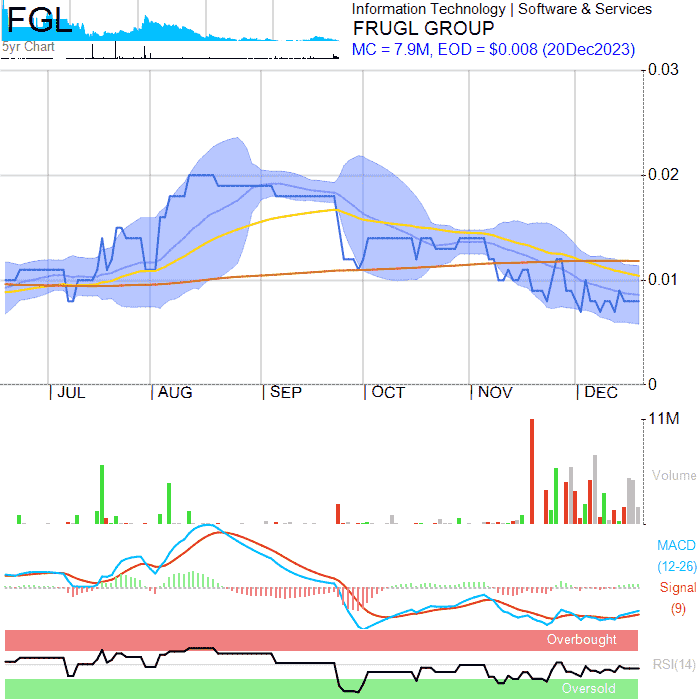 FGL
5yr Chart
Information Technology | Software & Services
FRUGL GROUP
MC = 7.9M, EOD = $0.008 (20Dec2023)
0.03
0.02
0.01
0
| JUL | AUG | SEP | OCT | NOV | DEC
11M
Volume
MACD
(12-26)
Signal
(9)
Overbought
RSI(14)
Oversold